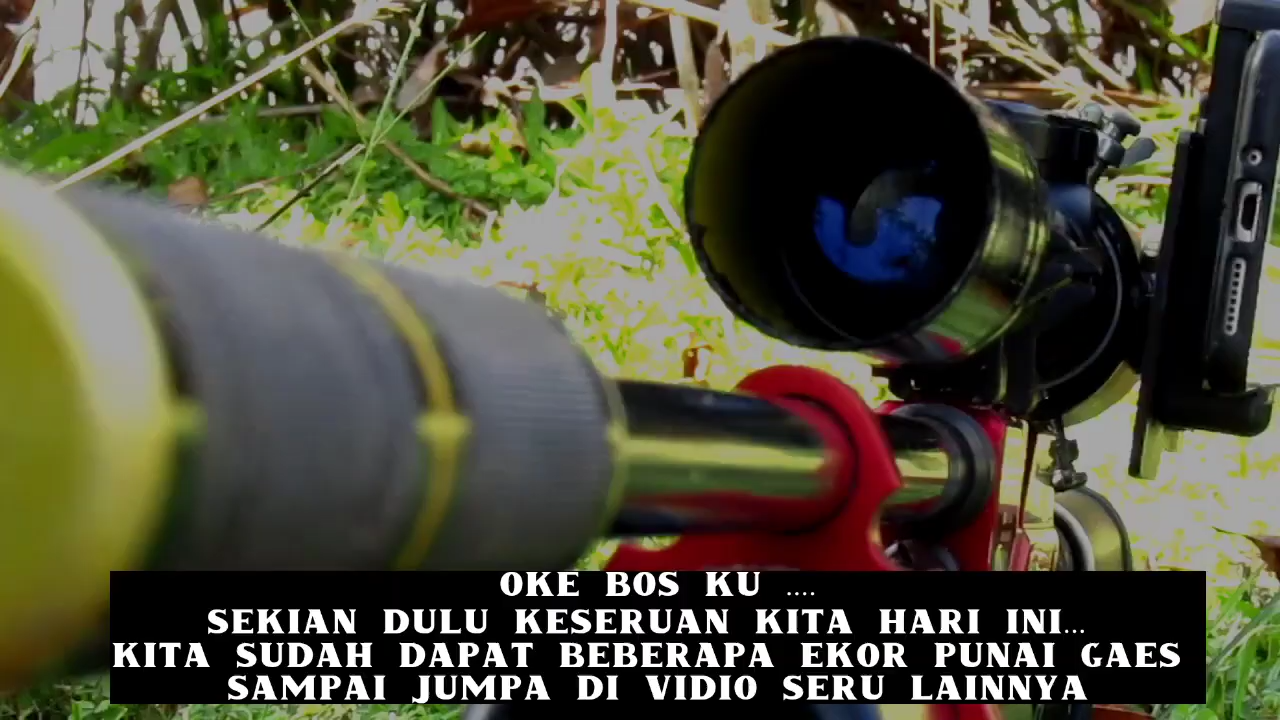 OKE BOS KU ....
SEKIAN DULU KESERUAN KITA HARI INI...
KITA SUDAH DAPAT BEBERAPA EKOR PUNAI GAES
SAMPAI JUMPA DI VIDIO SERU LAINNYA